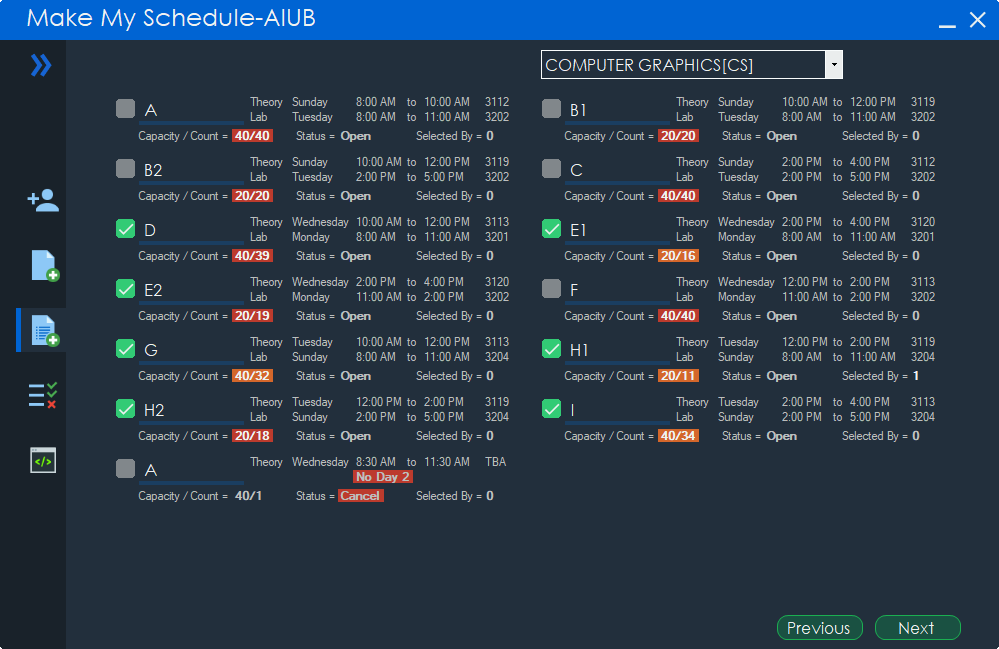 Make My Schedule-AIUB
COMPUTER GRAPHICS[CS]
A Theory Sunday 8:00 AM to 10:00 AM 3112
Lab Tuesday 8:00 AM to 11:00 AM 3202
Capacity / Count = 40/40 Status = Open Selected By = 0
B1 Theory Sunday 10:00 AM to 12:00 PM 3119
Lab Tuesday 8:00 AM to 11:00 AM 3202
Capacity / Count = 20/20 Status = Open Selected By = 0
B2 Theory Sunday 10:00 AM to 12:00 PM 3119
Lab Tuesday 2:00 PM to 5:00 PM 3202
Capacity / Count = 20/20 Status = Open Selected By = 0
C Theory Sunday 2:00 PM to 4:00 PM 3112
Lab Tuesday 2:00 PM to 5:00 PM 3202
Capacity / Count = 40/40 Status = Open Selected By = 0
D Theory Wednesday 10:00 AM to 12:00 PM 3113
Lab Monday 8:00 AM to 11:00 AM 3201
Capacity / Count = 40/39 Status = Open Selected By = 0
E1 Theory Wednesday 2:00 PM to 4:00 PM 3120
Lab Monday 8:00 AM to 11:00 AM 3201
Capacity / Count = 20/16 Status = Open Selected By = 0
E2 Theory Wednesday 2:00 PM to 4:00 PM 3120
Lab Monday 11:00 AM to 2:00 PM 3202
Capacity / Count = 20/19 Status = Open Selected By = 0
F Theory Wednesday 12:00 PM to 2:00 PM 3113
Lab Monday 11:00 AM to 2:00 PM 3202
Capacity / Count = 40/40 Status = Open Selected By = 0
G Theory Tuesday 10:00 AM to 12:00 PM 3113
Lab Sunday 8:00 AM to 11:00 AM 3204
Capacity / Count = 40/32 Status = Open Selected By = 0
H1 Theory Tuesday 12:00 PM to 2:00 PM 3119
Lab Sunday 8:00 AM to 11:00 AM 3204
Capacity / Count = 20/11 Status = Open Selected By = 1
H2 Theory Tuesday 12:00 PM to 2:00 PM 3119
Lab Sunday 2:00 PM to 5:00 PM 3204
Capacity / Count = 20/18 Status = Open Selected By = 0
I Theory Tuesday 2:00 PM to 4:00 PM 3113
Lab Sunday 2:00 PM to 5:00 PM 3204
Capacity / Count = 40/34 Status = Open Selected By = 0
A Theory Wednesday 8:30 AM to 11:30 AM TBA
No Day 2
Capacity / Count = 40/1 Status = Cancel Selected By = 0
Previous Next